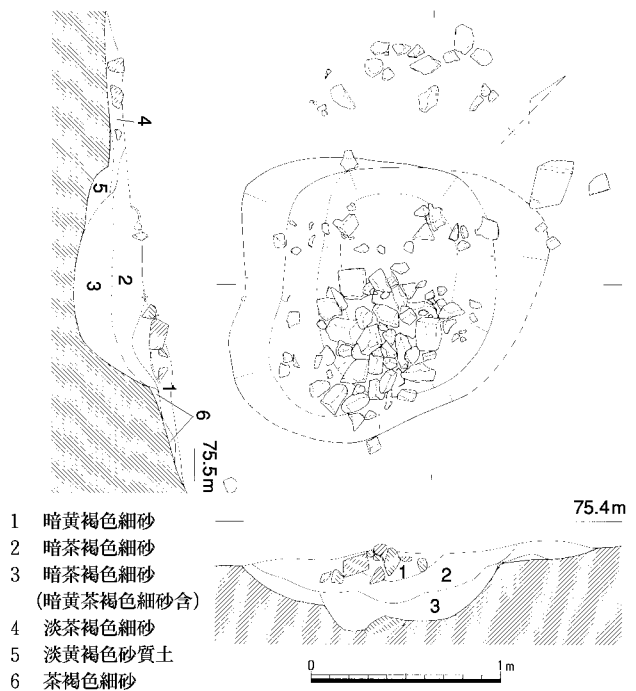 4
5
2
3
1
6
75.5m
75.4m
1
2
3
1 暗黄褐色細砂
2 暗茶褐色細砂
3 暗茶褐色細砂
(暗黄茶褐色細砂含)
4 淡茶褐色細砂
5 淡黄褐色砂質土
6 茶褐色細砂
0 1m